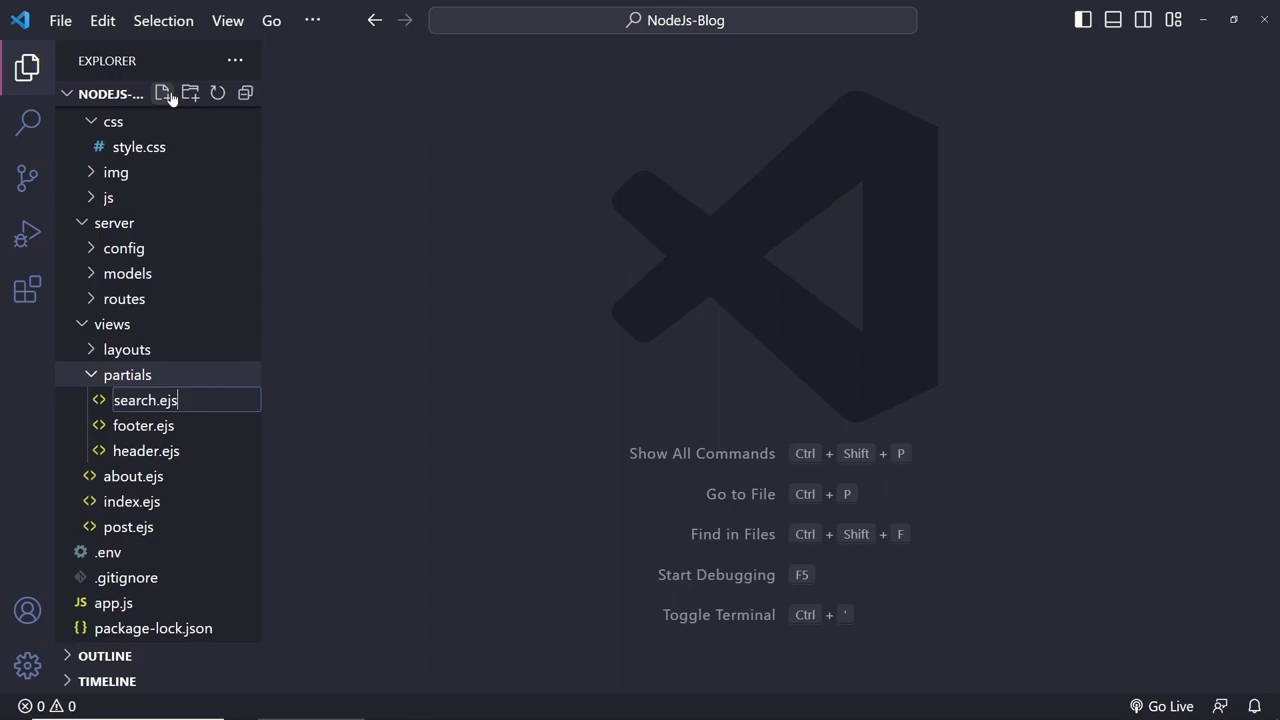 File Edit Selection View Go ... NodeJs-Blog
EXPLORER ...
NODEJS-...
css
# style.css
img
js
server
config
models
routes
views
layouts
partials
search.ejs
footer.ejs
header.ejs
about.ejs
index.ejs
post.ejs
.env
.gitignore
JS app.js
{} package-lock.json
OUTLINE
TIMELINE
Show All Commands Ctrl + Shift + P
Go to File Ctrl + P
Find in Files Ctrl + Shift + F
Start Debugging F5
Toggle Terminal Ctrl + '
0 0 Go Live